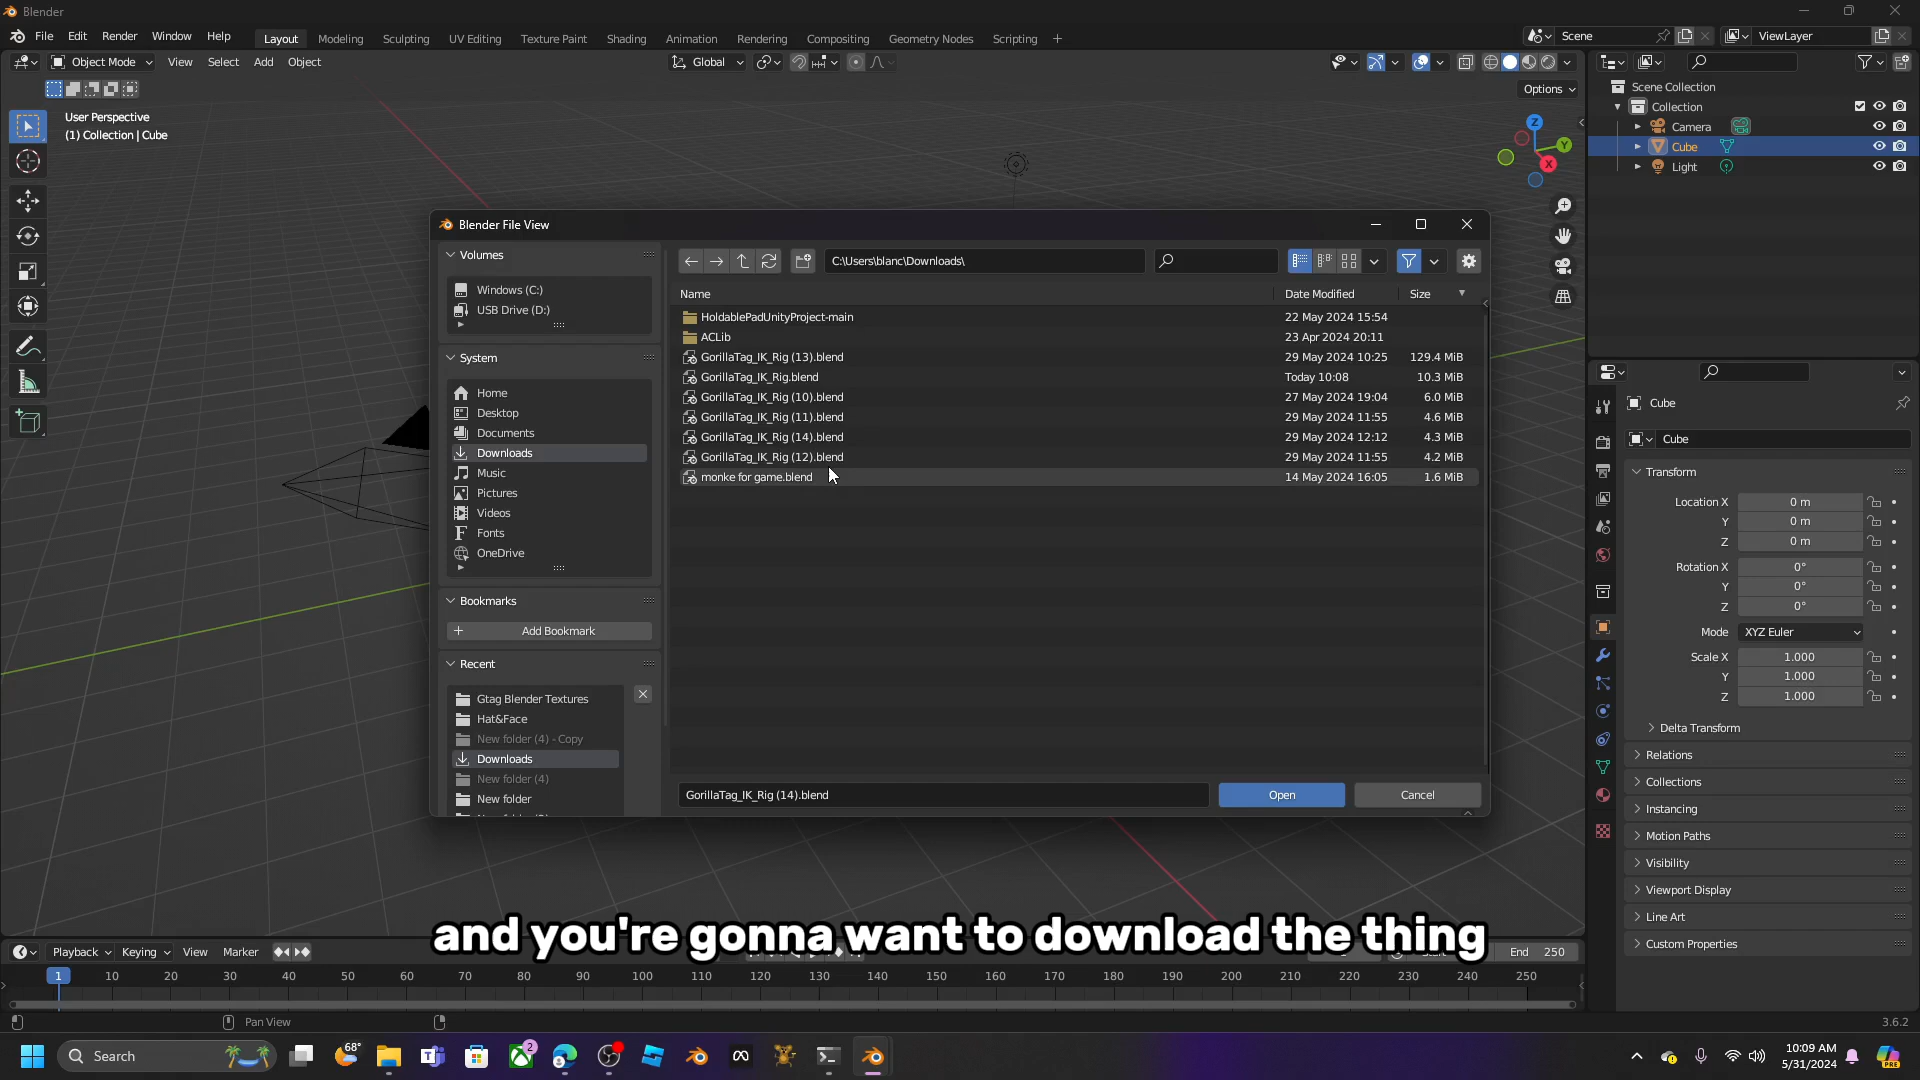 Blender
File Edit Render Window Help Layout Modeling Sculpting UV Editing Texture Paint Shading Animation Rendering Compositing Geometry Nodes Scripting + Scene ViewLayer
Object Mode View Select Add Object Global
Options
User Perspective
(1) Collection | Cube
Z
Y
X
Scene Collection
Collection
Camera
Cube
Light
Blender File View
Volumes
Windows (C:)
USB Drive (D:)
System
Home
Desktop
Documents
Downloads
Music
Pictures
Videos
Fonts
OneDrive
Bookmarks
Add Bookmark
Recent
Gtag Blender Textures
Hat&Face
New folder (4) - Copy
Downloads
New folder (4)
New folder
C:\Users\blanc\Downloads\
Name Date Modified Size
HoldablePadUnityProject-main 22 May 2024 15:54
ACLib 23 Apr 2024 20:11
GorillaTag_IK_Rig (13).blend 29 May 2024 10:25 129.4 MiB
GorillaTag_IK_Rig.blend Today 10:08 10.3 MiB
GorillaTag_IK_Rig (10).blend 27 May 2024 19:04 6.0 MiB
GorillaTag_IK_Rig (11).blend 29 May 2024 11:55 4.6 MiB
GorillaTag_IK_Rig (14).blend 29 May 2024 12:12 4.3 MiB
GorillaTag_IK_Rig (12).blend 29 May 2024 11:55 4.2 MiB
monke for game.blend 14 May 2024 16:05 1.6 MiB
GorillaTag_IK_Rig (14).blend Open Cancel
Cube
Cube
Transform
Location X 0 m
Y 0 m
Z 0 m
Rotation X 0°
Y 0°
Z 0°
Mode XYZ Euler
Scale X 1.000
Y 1.000
Z 1.000
Delta Transform
Relations
Collections
Instancing
Motion Paths
Visibility
Viewport Display
Line Art
Custom Properties
and you're gonna want to download the thing
Playback Keying View Marker End 250
1 10 20 30 40 50 60 70 80 90 100 110 120 130 140 150 160 170 180 190 200 210 220 230 240 250
Pan View 3.6.2
Search 68° 2 10:09 AM
5/31/2024
PRE